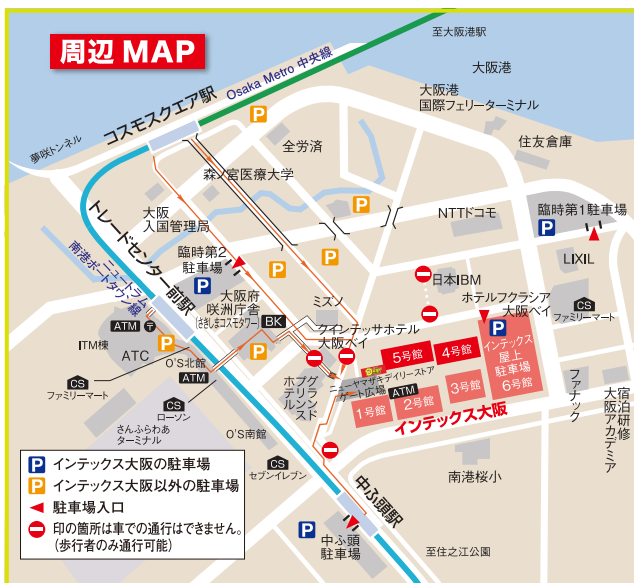 周辺 MAP
至大阪港駅
Osaka Metro 中央線
大阪港
コスモスクエア駅
大阪港
国際フェリーターミナル
夢咲トンネル
全労済
住友倉庫
森ノ宮医療大学
大阪
入国管理局
NTTドコモ
臨時第1駐車場
トレードセンター前駅
ニュートラム
南港ポートタウン線
臨時第2
駐車場
日本IBM
LIXIL
大阪府
咲洲庁舎
(さきしまコスモタワー)
ミズノ
ホテルフクラシア
大阪ベイ
CS
ファミリーマート
BK
クインテッサホテル
大阪ベイ
ATM
ITM棟
ATC
O'S北館
ATM
CS
ファミリーマート
CS
ローソン
さんふらわあ
ターミナル
O'S南館
CS
セブンイレブン
ホテル
グランド
プリンス
5号館
4号館
インテックス
屋上
駐車場
6号館
ニューヤマザキデイリーストア
ゲート広場
ATM
1号館
2号館
3号館
インテックス大阪
ファナック
宿泊研修
大阪アカデミア
南港桜小
中ふ頭駅
中ふ頭
駐車場
至住之江公園
P インテックス大阪の駐車場
P インテックス大阪以外の駐車場
駐車場入口
印の箇所は車での通行はできません。
(歩行者のみ通行可能)